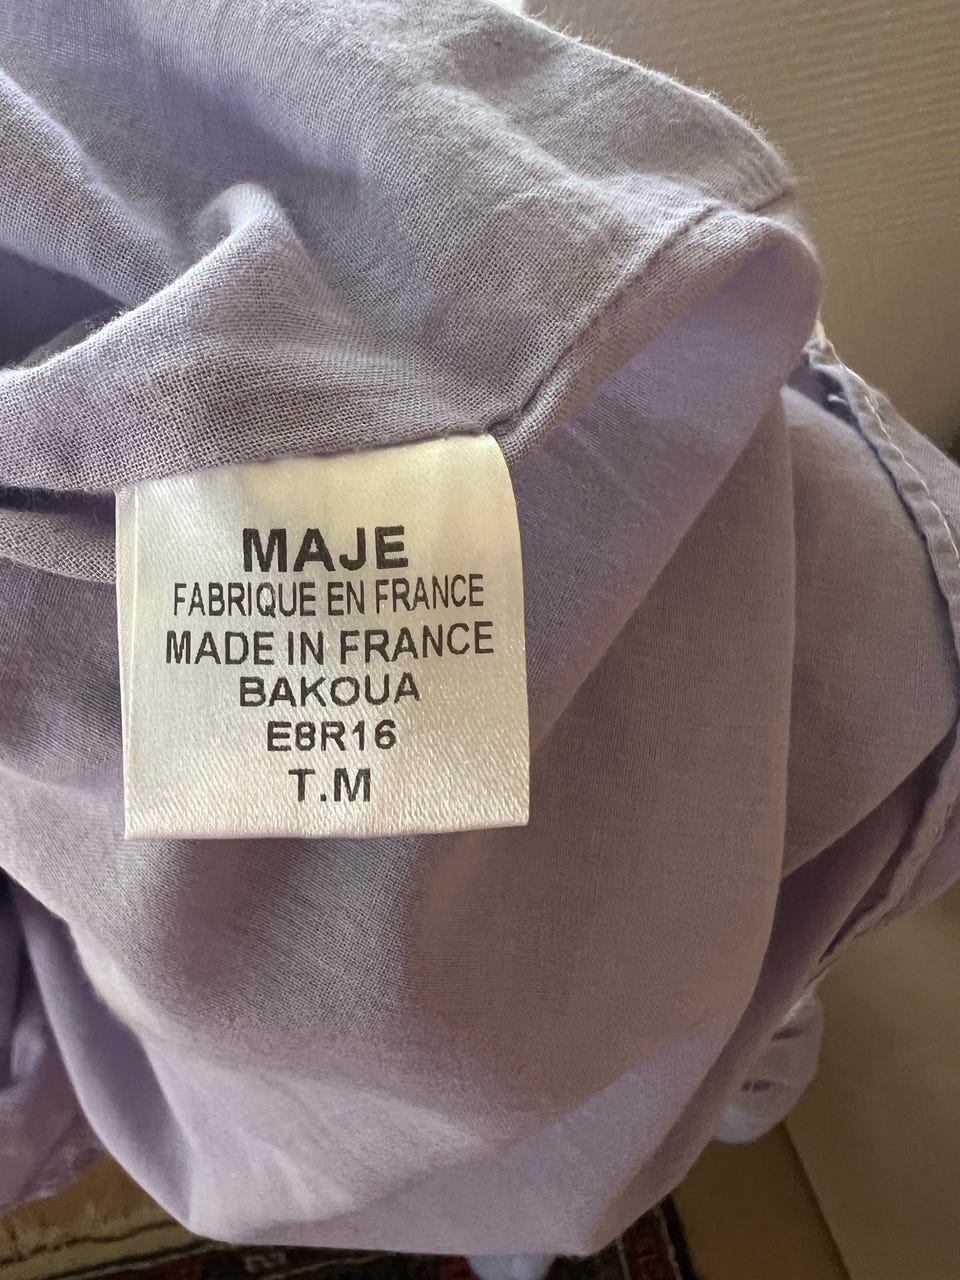 MAJE
FABRIQUE EN FRANCE
MADE IN FRANCE
BAKOUA
E8R16
T.M